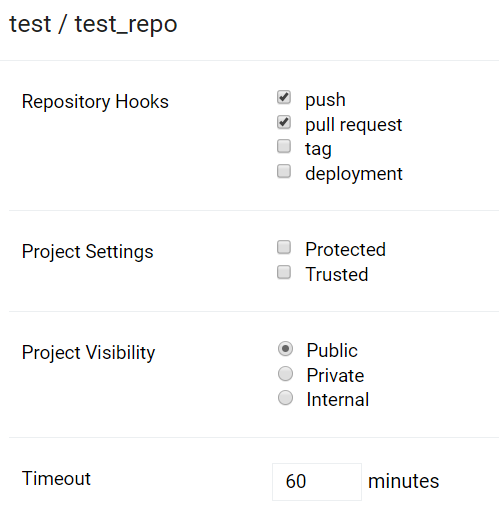 test / test_repo
Repository Hooks
push
pull request
tag
deployment
Project Settings
Protected
Trusted
Project Visibility
Public
Private
Internal
Timeout 60 minutes